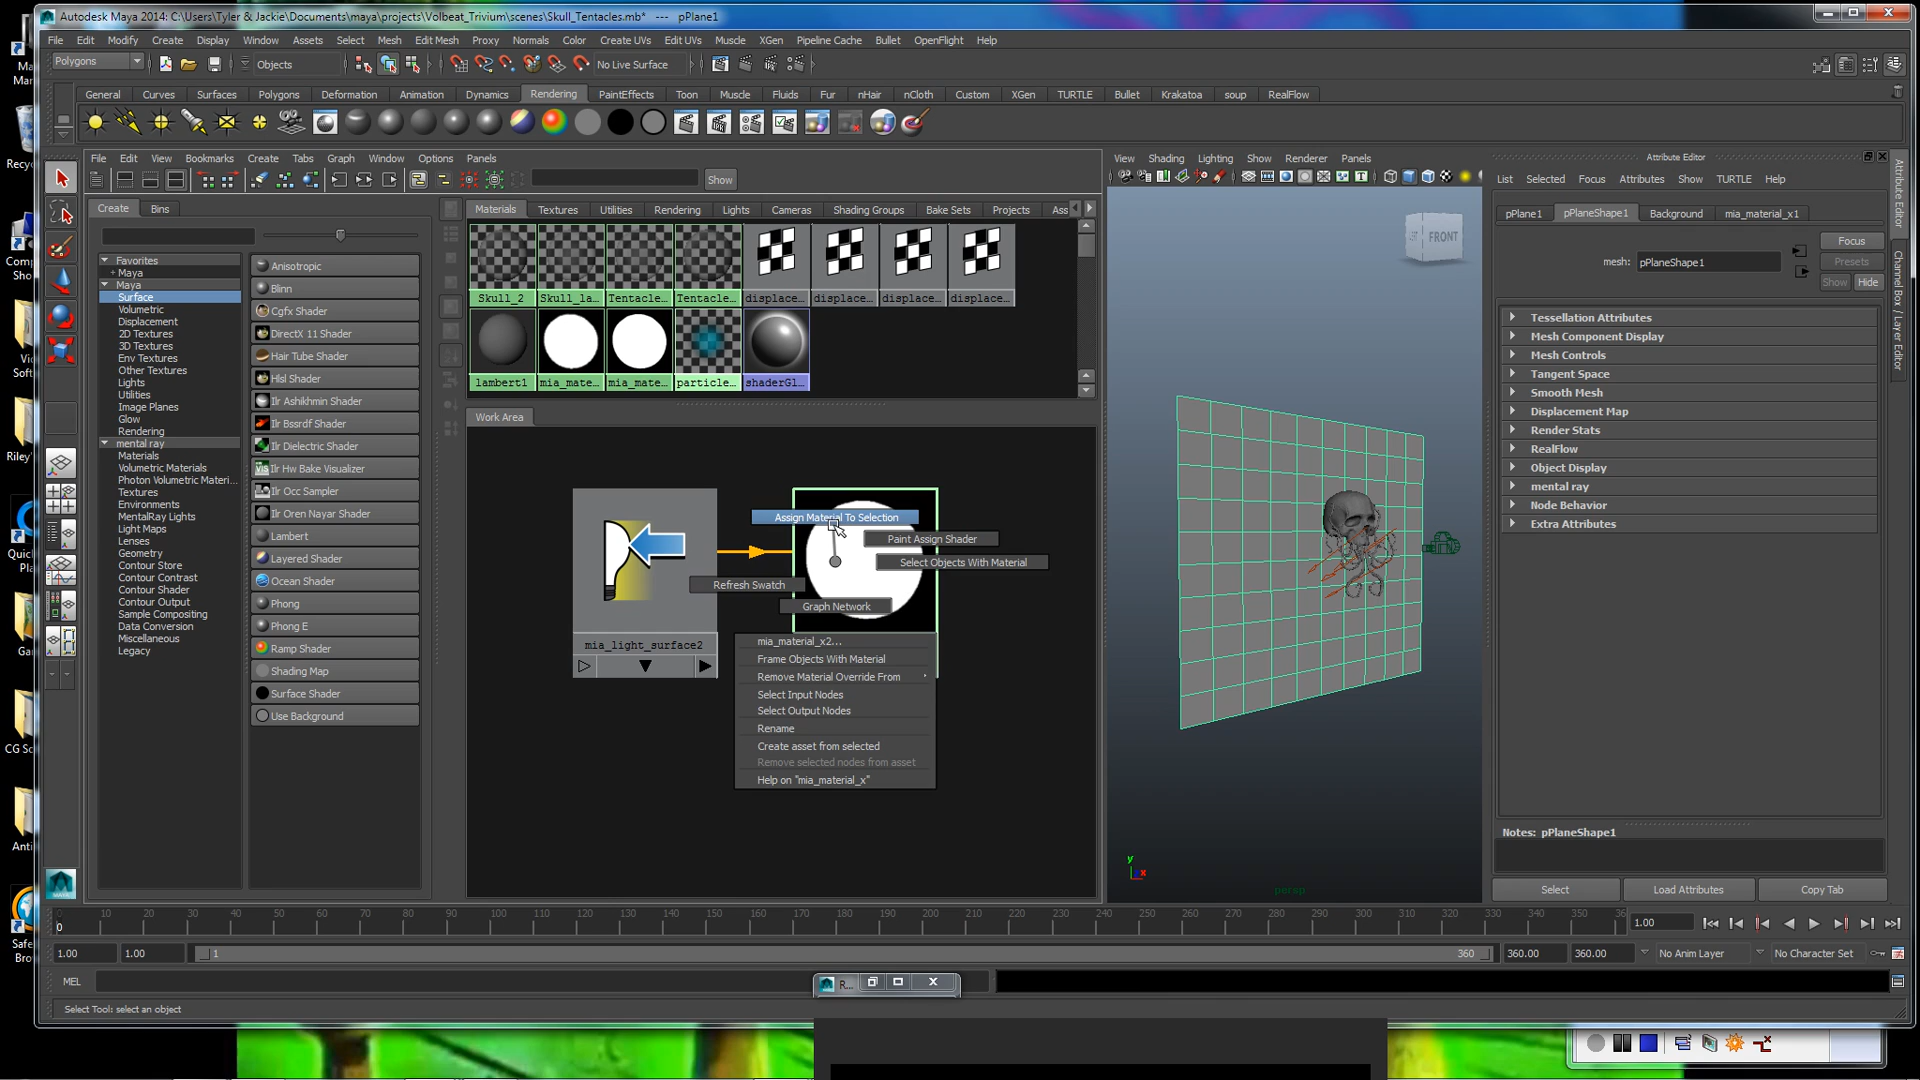 Autodesk Maya 2014: C:\Users\Tyler & Jackie\Documents\maya\projects\Volbeat_Trivium\scenes\Skull_Tentacles.mb* --- pPlane1
File Edit Modify Create Display Window Assets Select Mesh Edit Mesh Proxy Normals Color Create UVs Edit UVs Muscle XGen Pipeline Cache Bullet OpenFlight Help
Polygons Objects No Live Surface
General Curves Surfaces Polygons Deformation Animation Dynamics Rendering PaintEffects Toon Muscle Fluids Fur nHair nCloth Custom XGen TURTLE Bullet Krakatoa soup RealFlow
File Edit View Bookmarks Create Tabs Graph Window Options Panels
Show
Create Bins
Favorites
+ Maya
Maya
Surface
Volumetric
Displacement
2D Textures
3D Textures
Env Textures
Other Textures
Lights
Utilities
Image Planes
Glow
Rendering
mental ray
Materials
Volumetric Materials
Photon Volumetric Materi...
Textures
Environments
MentalRay Lights
Light Maps
Lenses
Geometry
Contour Store
Contour Contrast
Contour Shader
Contour Output
Sample Compositing
Data Conversion
Miscellaneous
Legacy
Anisotropic
Blinn
Cgfx Shader
DirectX 11 Shader
Hair Tube Shader
Hlsl Shader
Ilr Ashikhmin Shader
Ilr Bssrdf Shader
Ilr Dielectric Shader
Ilr Hw Bake Visualizer
Ilr Occ Sampler
Ilr Oren Nayar Shader
Lambert
Layered Shader
Ocean Shader
Phong
Phong E
Ramp Shader
Shading Map
Surface Shader
Use Background
Materials Textures Utilities Rendering Lights Cameras Shading Groups Bake Sets Projects Ass
Skull_2 Skull_la... Tentacle... Tentacle... displace... displace... displace... displace...
lambert1 mia_mate... mia_mate... particle... shaderGl...
Work Area
mia_light_surface2
Assign Material To Selection
Paint Assign Shader
Select Objects With Material
Refresh Swatch
Graph Network
mia_material_x2...
Frame Objects With Material
Remove Material Override From
Select Input Nodes
Select Output Nodes
Rename
Create asset from selected
Remove selected nodes from asset
Help on "mia_material_x"
View Shading Lighting Show Renderer Panels
FRONT
y
x
persp
Attribute Editor
List Selected Focus Attributes Show TURTLE Help
pPlane1 pPlaneShape1 Background mia_material_x1
mesh: pPlaneShape1
Focus
Presets
Show Hide
Tessellation Attributes
Mesh Component Display
Mesh Controls
Tangent Space
Smooth Mesh
Displacement Map
Render Stats
RealFlow
Object Display
mental ray
Node Behavior
Extra Attributes
Notes: pPlaneShape1
Select Load Attributes Copy Tab
Attribute Editor
Channel Box / Layer Editor
10 20 30 40 50 60 70 80 90 100 110 120 130 140 150 160 170 180 190 200 210 220 230 240 250 260 270 280 290 300 310 320 330 340 350 36
0
1.00
1.00 1.00 1 360 360.00 360.00 No Anim Layer No Character Set
MEL
R...
Select Tool: select an object